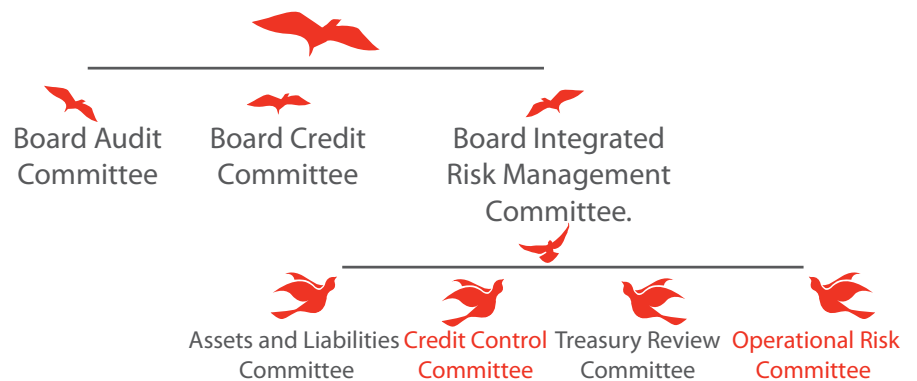 Board Audit
Committee
Board Credit
Committee
Board Integrated
Risk Management
Committee.
Assets and Liabilities
Committee
Credit Control
Committee
Treasury Review
Committee
Operational Risk
Committee